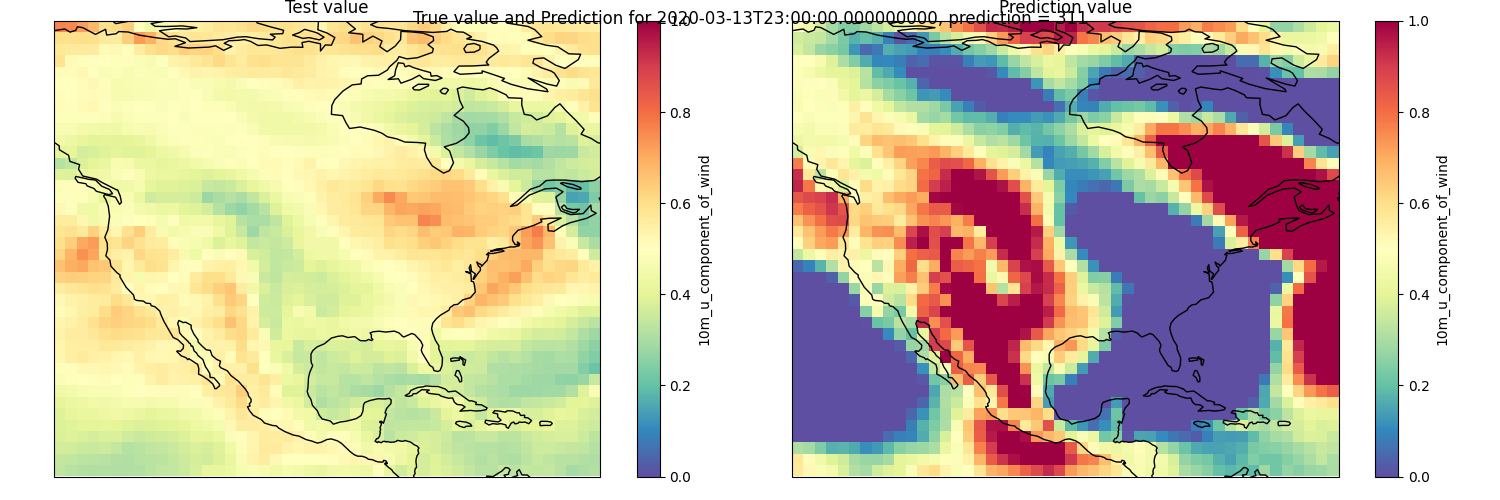 Test value
Prediction value
True value and Prediction for 2020-03-13T23:00:00.000000000, prediction = 311
1.0
0.8
0.6
0.4
0.2
0.0
10m_u_component_of_wind
1.0
0.8
0.6
0.4
0.2
0.0
10m_u_component_of_wind